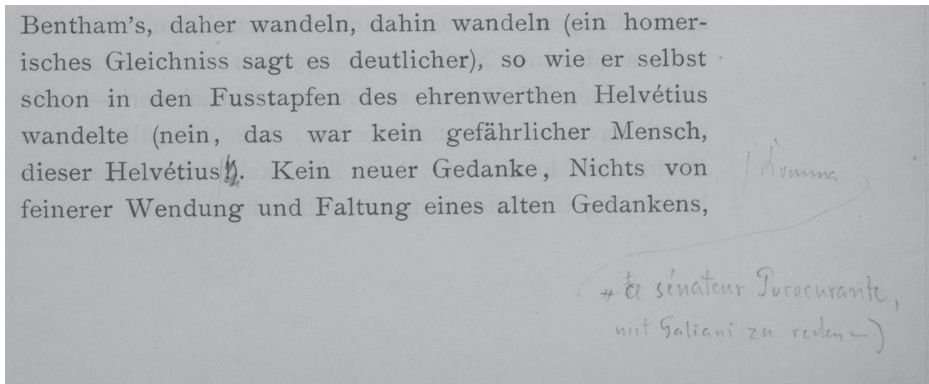 Bentham's, daher wandeln, dahin wandeln (ein homer-
isches Gleichniss sagt es deutlicher), so wie er selbst
schon in den Fusstapfen des ehrenwerthen Helvétius
wandelte (nein, das war kein gefährlicher Mensch,
dieser Helvétius). Kein neuer Gedanke, Nichts von
feinerer Wendung und Faltung eines alten Gedankens,
/ Komma
# ce sénateur Pococurante,
mit Galiani zu reden –)